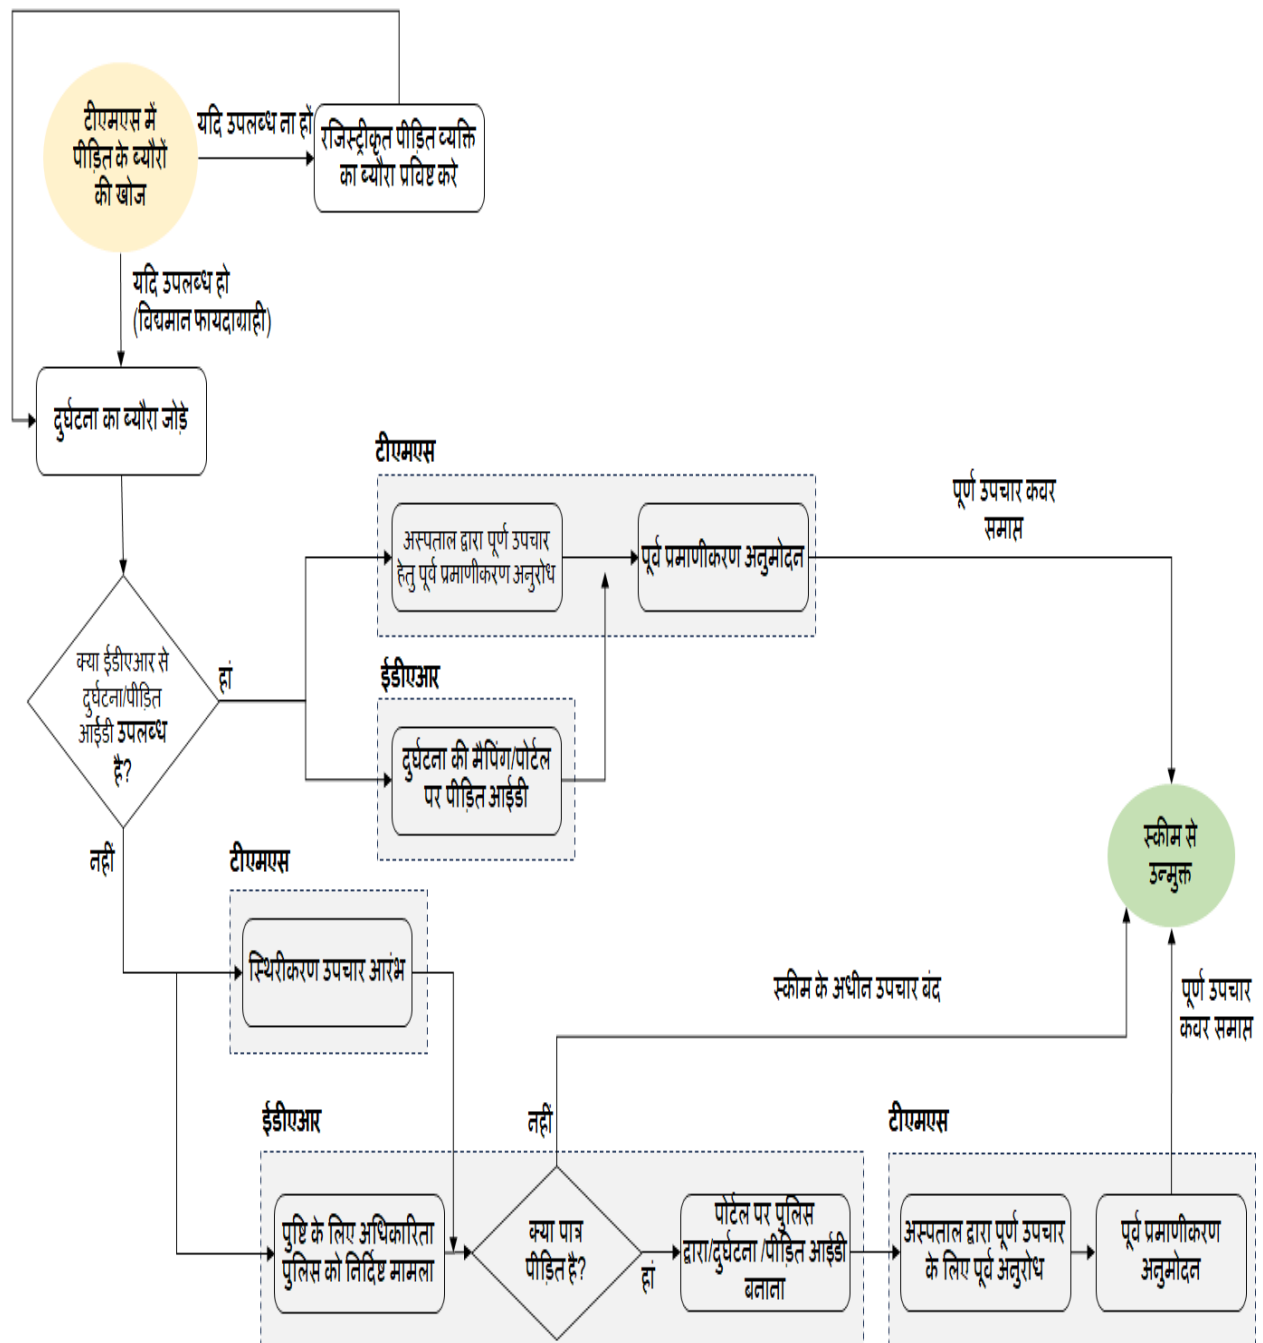 टीएमएस में
पीड़ित के ब्यौरों
की खोज
यदि उपलब्ध ना हों
रजिस्ट्रीकृत पीड़ित व्यक्ति
का ब्यौरा प्रविष्ट करे
यदि उपलब्ध हो
(विद्यमान फायदाग्राही)
दुर्घटना का ब्यौरा जोड़े
टीएमएस
अस्पताल द्वारा पूर्ण उपचार
हेतु पूर्व प्रमाणीकरण अनुरोध
पूर्व प्रमाणीकरण अनुमोदन
पूर्ण उपचार कवर
समाप्त
क्या ईडीएआर से
दुर्घटना/पीड़ित
आईडी उपलब्ध
है?
हां
ईडीएआर
दुर्घटना की मैपिंग/पोर्टल
पर पीड़ित आईडी
स्कीम से
उन्मुक्त
नहीं
टीएमएस
स्थिरीकरण उपचार आरंभ
स्कीम के अधीन उपचार बंद
पूर्ण उपचार
कवर समाप्त
ईडीएआर
नहीं
टीएमएस
पुष्टि के लिए अधिकारिता
पुलिस को निर्दिष्ट मामला
क्या पात्र
पीड़ित है?
हां
पोर्टल पर पुलिस
द्वारा/दुर्घटना /पीड़ित आईडी
बनाना
अस्पताल द्वारा पूर्ण उपचार
के लिए पूर्व अनुरोध
पूर्व प्रमाणीकरण
अनुमोदन